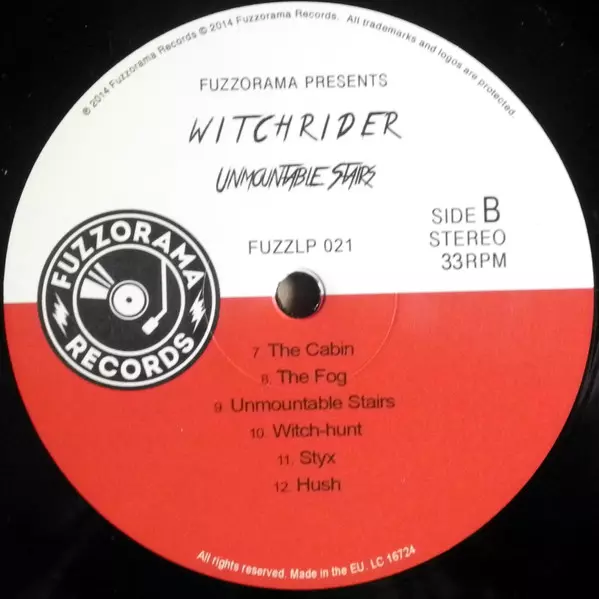 ℗ 2014 Fuzzorama Records © 2014 Fuzzorama Records. All trademarks and logos are protected.
FUZZORAMA PRESENTS
WITCHRIDER
UNMOUNTABLE STAIRS
SIDE B
STEREO
33RPM
FUZZLP 021
FUZZORAMA
RECORDS
7. The Cabin
8. The Fog
9. Unmountable Stairs
10. Witch-hunt
11. Styx
12. Hush
All rights reserved. Made in the EU. LC 16724